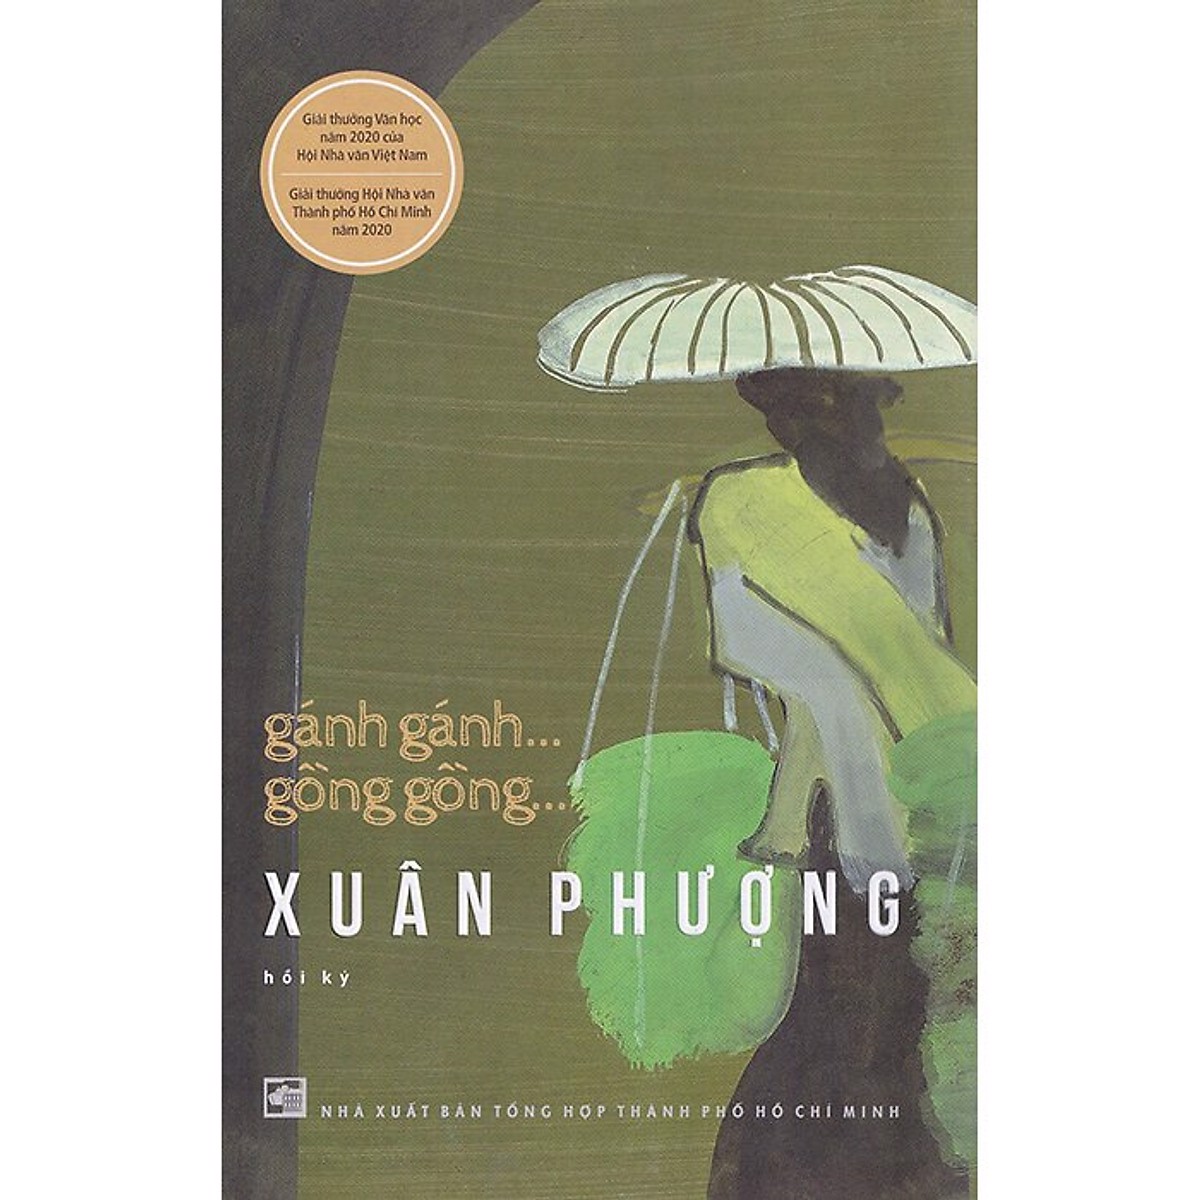 Giải thưởng Văn học
năm 2020 của
Hội Nhà văn Việt Nam
Giải thưởng Hội Nhà văn
Thành phố Hồ Chí Minh
năm 2020
gánh gánh...
gồng gồng...
XUÂN PHƯỢNG
hồi ký
NHÀ XUẤT BẢN TỔNG HỢP THÀNH PHỐ HỒ CHÍ MINH